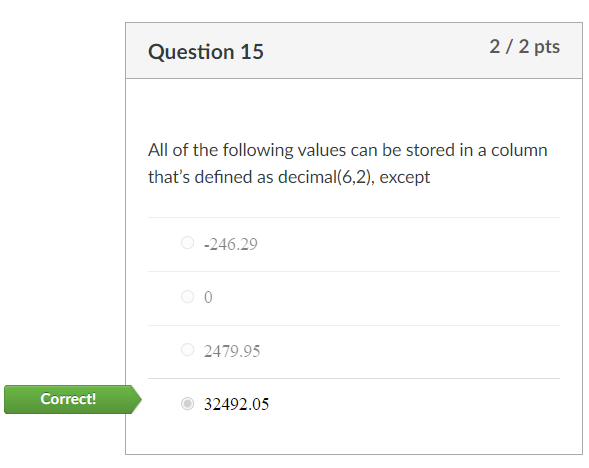 Question 15
2 / 2 pts
All of the following values can be stored in a column
that’s defined as decimal(6,2), except
-246.29
0
2479.95
Correct!
32492.05